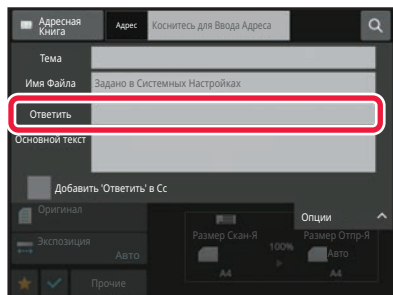 Адресная
Книга
Адрес
Коснитесь для Ввода Адреса
Тема
Имя Файла
Задано в Системных Настройках
Ответить
Основной текст
Добавить 'Ответить' в Cc
Оригинал
Опции
Экспозиция
Авто
Размер Скан-Я
100%
Размер Отпр-Я
Авто
A4
A4
Прочие